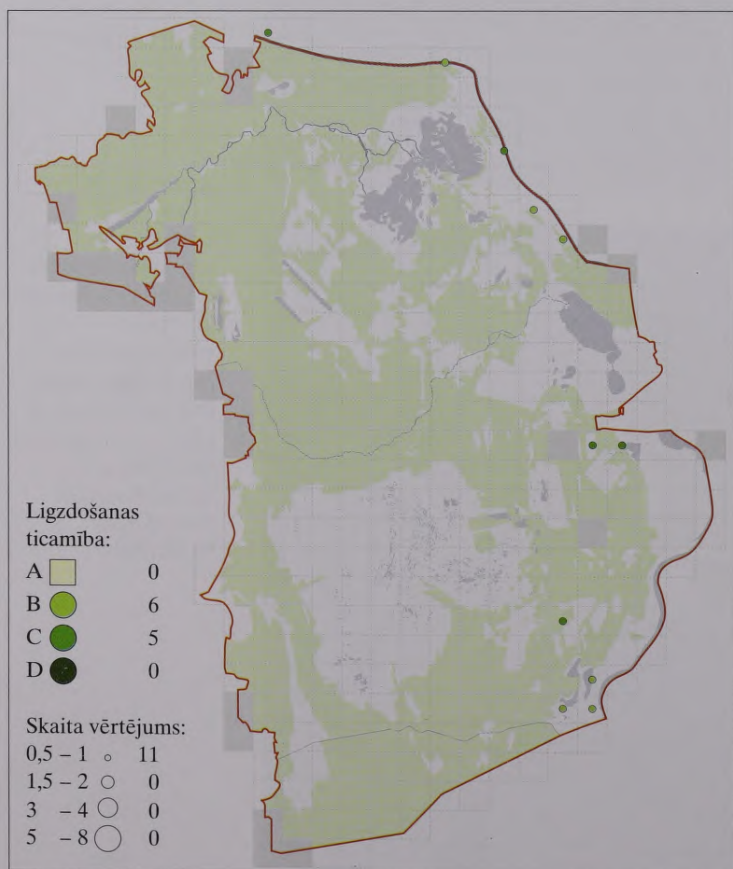 Ligzdošanas
ticamība:
A 0
B 6
C 5
D 0
Skaita vērtējums:
0,5 – 1 11
1,5 – 2 0
3 – 4 0
5 – 8 0